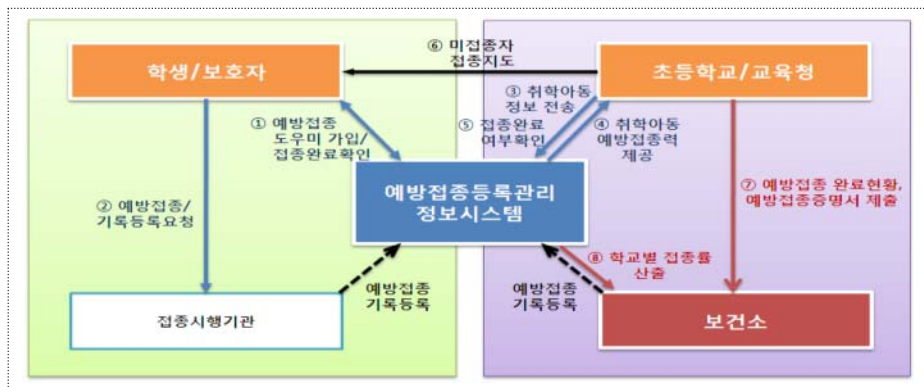 ⑥ 미접종자
접종지도
학생/보호자
초등학교/교육청
③ 취학아동
정보 전송
① 예방접종
도우미 가입/
접종완료확인
⑤ 접종완료
여부확인
④ 취학아동
예방접종력
제공
② 예방접종/
기록등록요청
예방접종등록관리
정보시스템
⑦ 예방접종 완료현황,
예방접종증명서 제출
⑧ 학교별 접종률
산출
예방접종
기록등록
예방접종
기록등록
접종시행기관
보건소